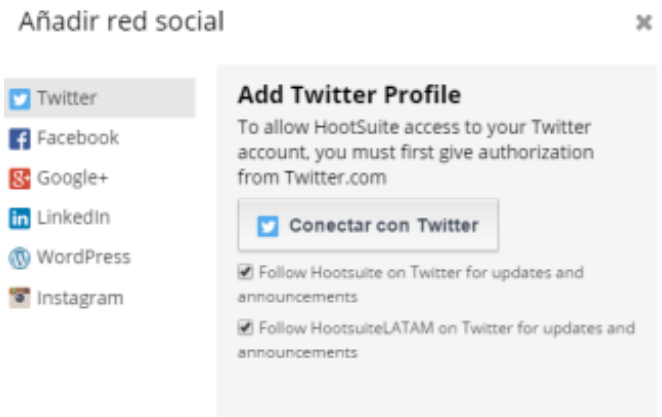 Añadir red social
Twitter
Facebook
Google+
LinkedIn
WordPress
Instagram
Add Twitter Profile
To allow HootSuite access to your Twitter
account, you must first give authorization
from Twitter.com
Conectar con Twitter
Follow Hootsuite on Twitter for updates and
announcements
Follow HootsuiteLATAM on Twitter for updates and
announcements